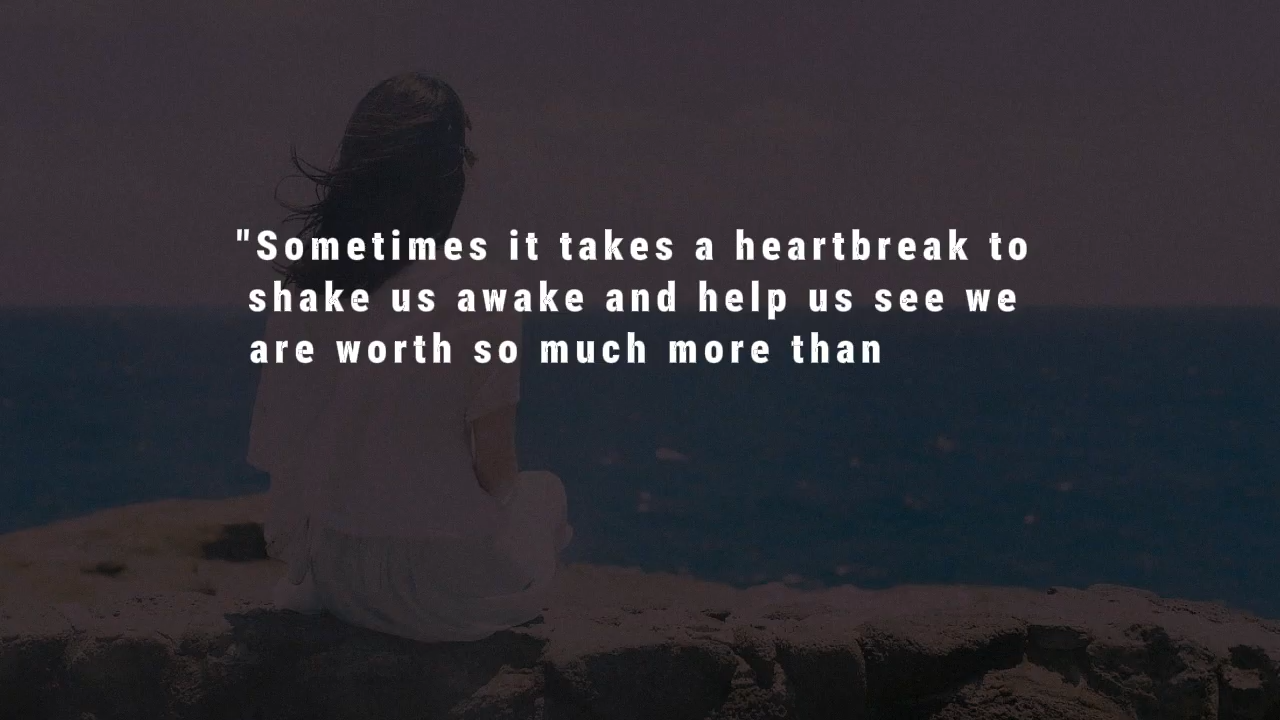 "Sometimes it takes a heartbreak to
shake us awake and help us see we
are worth so much more than